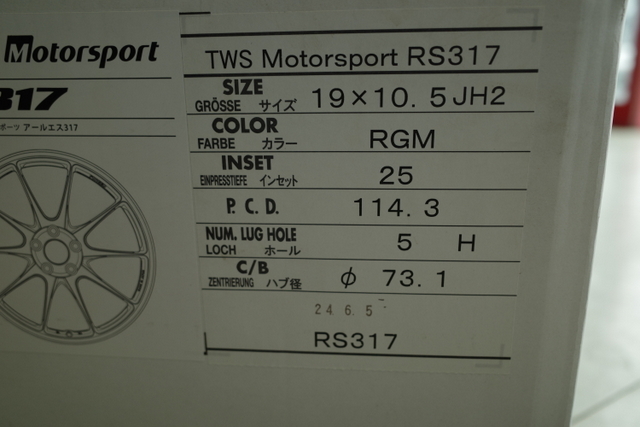 Motorsport
317
ポーツ アールエス317
TWS Motorsport RS317
SIZE
GRÖSSE サイズ 19×10.5JH2
COLOR
FARBE カラー RGM
INSET
EINPRESSTIEFE インセット 25
P.C.D. 114.3
NUM. LUG HOLE
LOCH ホール 5 H
C/B
ZENTRIERUNG ハブ径 φ 73.1
24 6.5
RS317